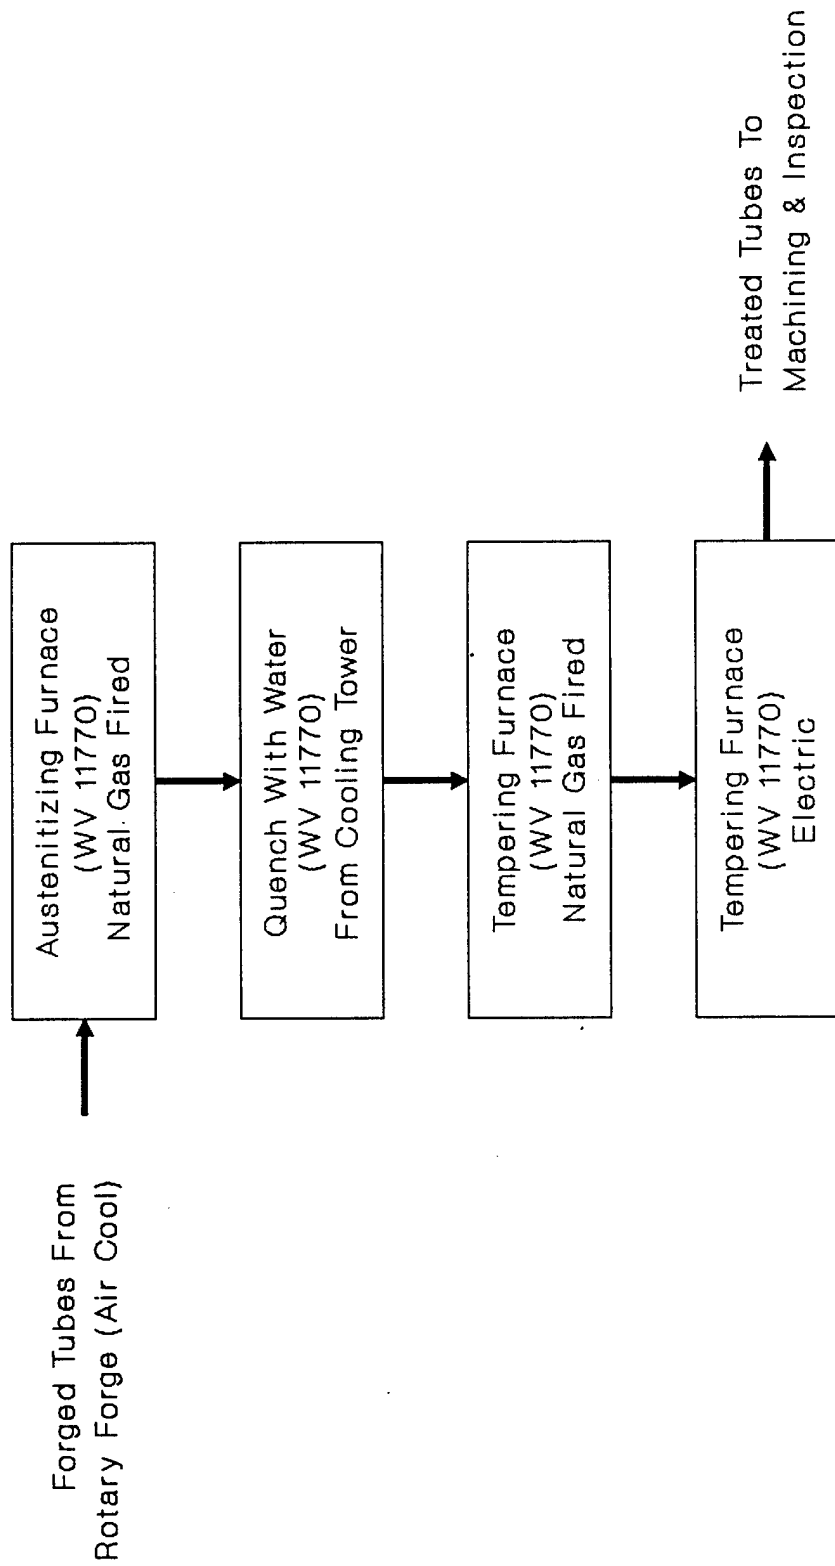 Forged Tubes From
Rotary Forge (Air Cool)
Austenitizing Furnace
(WV 11770)
Natural Gas Fired
Quench With Water
(WV 11770)
From Cooling Tower
Tempering Furnace
(WV 11770)
Natural Gas Fired
Tempering Furnace
(WV 11770)
Electric
Treated Tubes To
Machining & Inspection